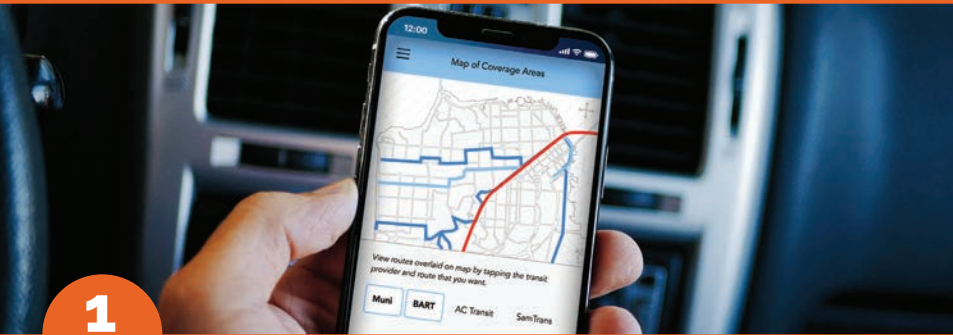 12:00
Map of Coverage Areas
View routes overlaid on map by tapping the transit
provider and route that you want.
Muni BART AC Transit SamTrans
1